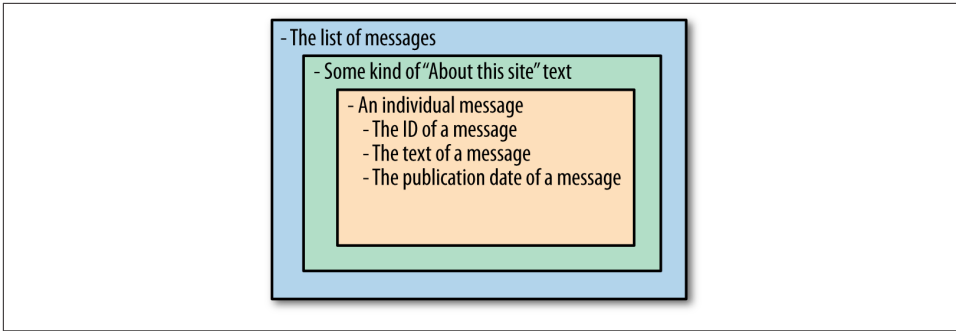 - The list of messages
- Some kind of “About this site” text
- An individual message
- The ID of a message
- The text of a message
- The publication date of a message